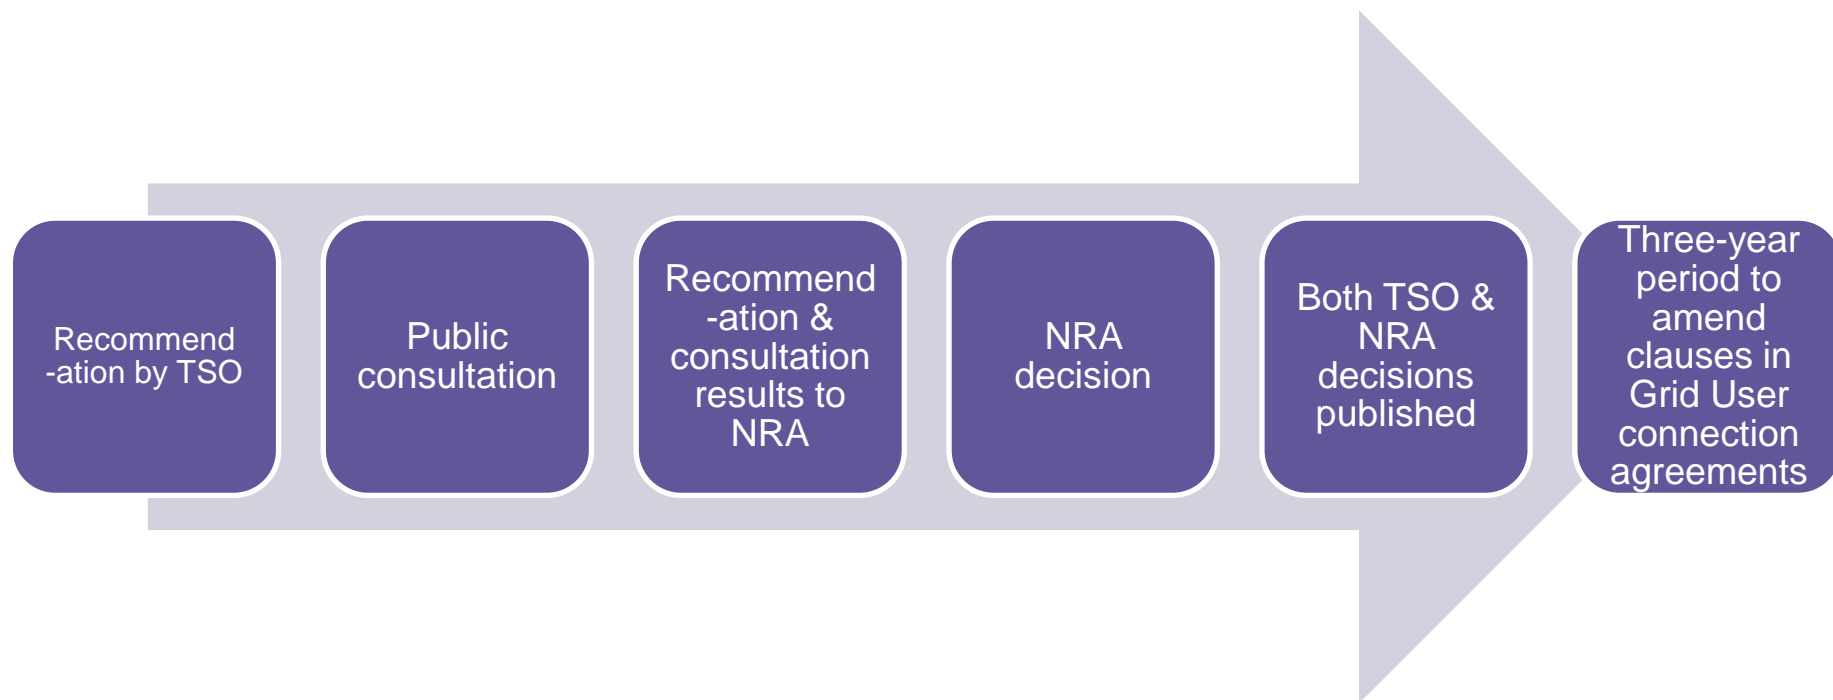 Recommend
-ation by TSO
Public
consultation
Recommend
-ation &
consultation
results to
NRA
NRA
decision
Both TSO &
NRA
decisions
published
Three-year
period to
amend
clauses in
Grid User
connection
agreements